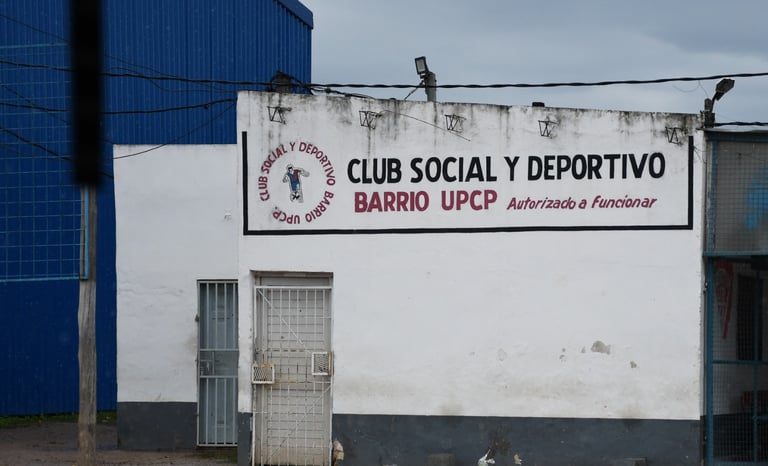 CLUB SOCIAL Y DEPORTIVO BARRIO UPCP
CLUB SOCIAL Y DEPORTIVO
BARRIO UPCP Autorizado a Funcionar